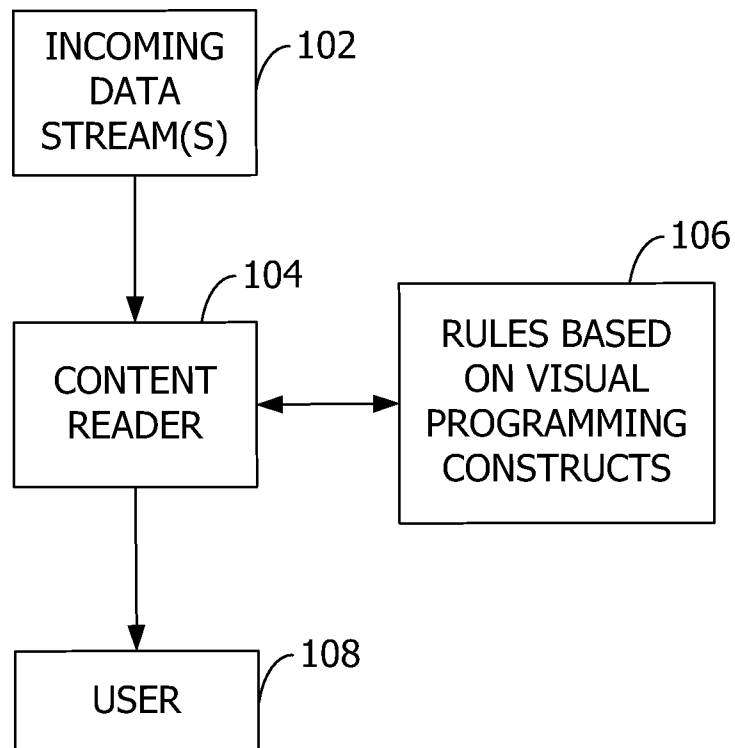 INCOMING
DATA
STREAM(S)
102
104
CONTENT
READER
106
RULES BASED
ON VISUAL
PROGRAMMING
CONSTRUCTS
108
USER